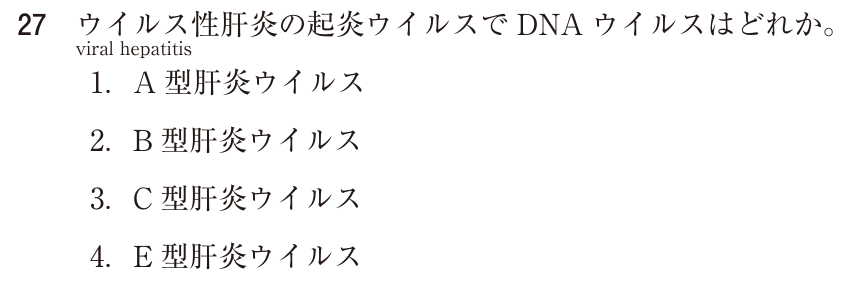 27 ウイルス性肝炎の起炎ウイルスで DNA ウイルスはどれか。
viral hepatitis
1. A 型肝炎ウイルス
2. B 型肝炎ウイルス
3. C 型肝炎ウイルス
4. E 型肝炎ウイルス